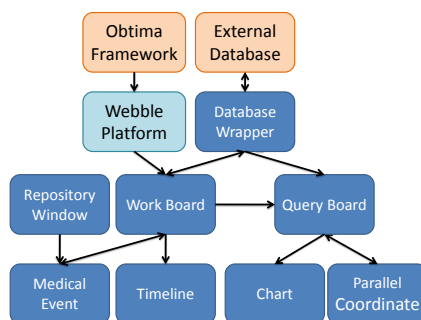 Obtima
Framework
External
Database
Webble
Platform
Database
Wrapper
Repository
Window
Work Board
Query Board
Medical
Event
Timeline
Chart
Parallel
Coordinate